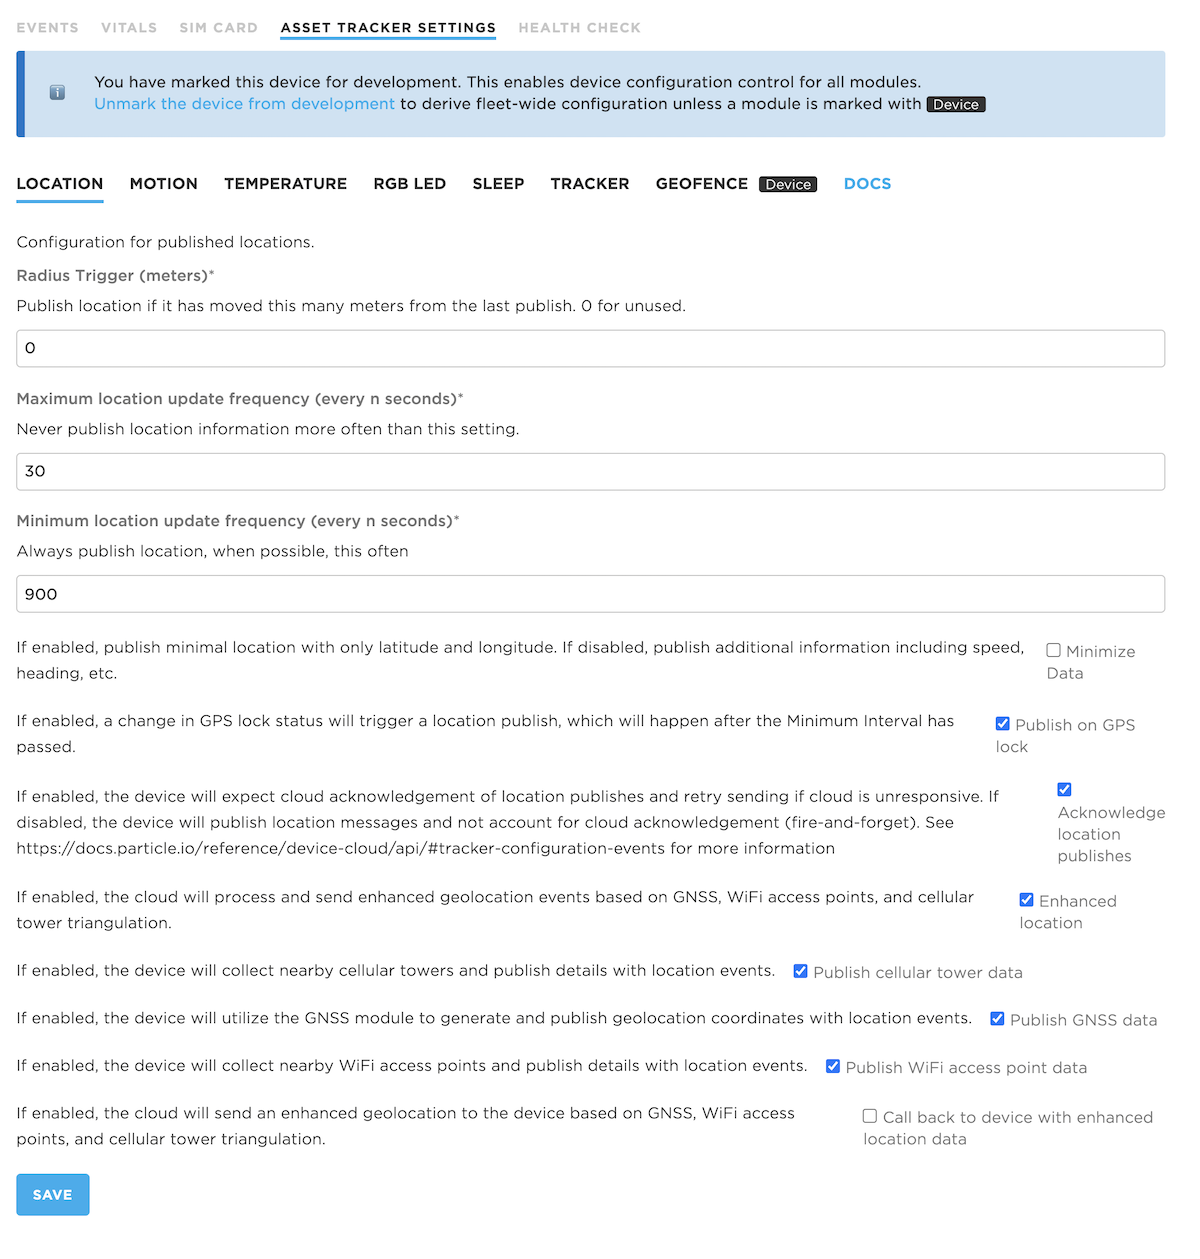 EVENTS VITALS SIM CARD ASSET TRACKER SETTINGS HEALTH CHECK
You have marked this device for development. This enables device configuration control for all modules.
Unmark the device from development to derive fleet-wide configuration unless a module is marked with Device
LOCATION MOTION TEMPERATURE RGB LED SLEEP TRACKER GEOFENCE Device DOCS
Configuration for published locations.
Radius Trigger (meters)*
Publish location if it has moved this many meters from the last publish. 0 for unused.
0
Maximum location update frequency (every n seconds)*
Never publish location information more often than this setting.
30
Minimum location update frequency (every n seconds)*
Always publish location, when possible, this often
900
If enabled, publish minimal location with only latitude and longitude. If disabled, publish additional information including speed,
heading, etc.
Minimize
Data
If enabled, a change in GPS lock status will trigger a location publish, which will happen after the Minimum Interval has
passed.
Publish on GPS
lock
If enabled, the device will expect cloud acknowledgement of location publishes and retry sending if cloud is unresponsive. If
disabled, the device will publish location messages and not account for cloud acknowledgement (fire-and-forget). See
https://docs.particle.io/reference/device-cloud/api/#tracker-configuration-events for more information
Acknowledge
location
publishes
If enabled, the cloud will process and send enhanced geolocation events based on GNSS, WiFi access points, and cellular
tower triangulation.
Enhanced
location
If enabled, the device will collect nearby cellular towers and publish details with location events. Publish cellular tower data
If enabled, the device will utilize the GNSS module to generate and publish geolocation coordinates with location events. Publish GNSS data
If enabled, the device will collect nearby WiFi access points and publish details with location events. Publish WiFi access point data
If enabled, the cloud will send an enhanced geolocation to the device based on GNSS, WiFi access
points, and cellular tower triangulation.
Call back to device with enhanced
location data
SAVE